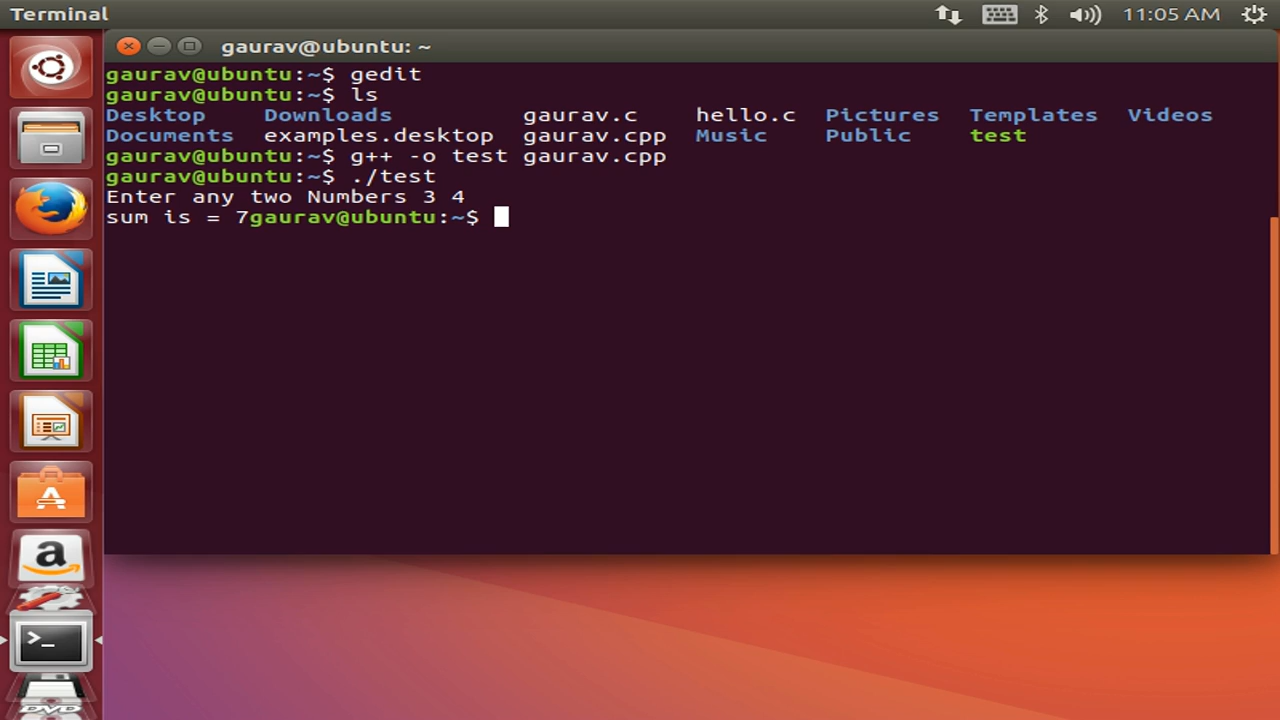 Terminal 11:05 AM
gaurav@ubuntu: ~
gaurav@ubuntu:~$ gedit
gaurav@ubuntu:~$ ls
Desktop Downloads gaurav.c hello.c Pictures Templates Videos
Documents examples.desktop gaurav.cpp Music Public test
gaurav@ubuntu:~$ g++ -o test gaurav.cpp
gaurav@ubuntu:~$ ./test
Enter any two Numbers 3 4
sum is = 7gaurav@ubuntu:~$
a
>_
DVD